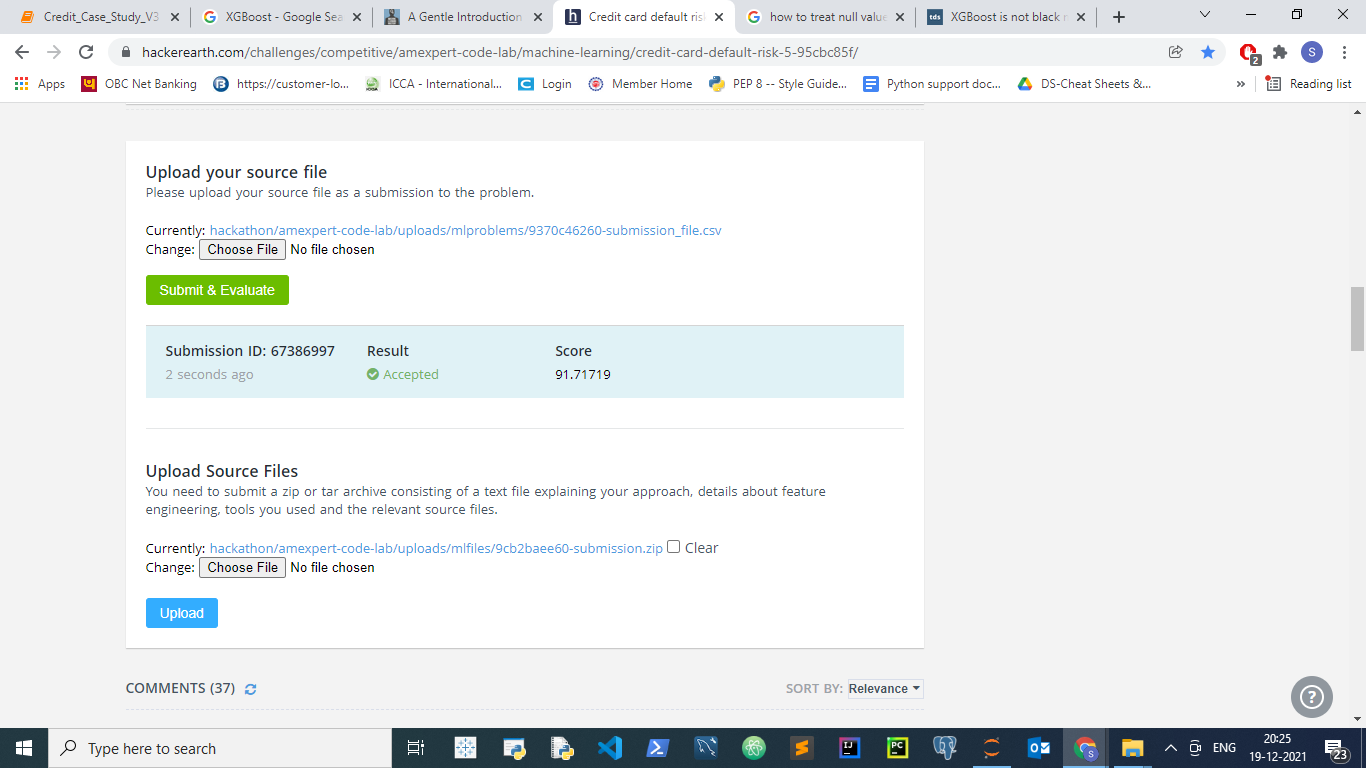 Credit_Case_Study_V3
XGBoost - Google Sea
A Gentle Introduction
Credit card default ris
how to treat null value
tds
XGBoost is not black m
hackerearth.com/challenges/competitive/amexpert-code-lab/machine-learning/credit-card-default-risk-5-95cbc85f/
2
S
Apps
OBC Net Banking
https://customer-lo...
ICCA - International...
Login
Member Home
PEP 8 -- Style Guide...
Python support doc...
DS-Cheat Sheets &...
»
Reading list
Upload your source file
Please upload your source file as a submission to the problem.
Currently: hackathon/amexpert-code-lab/uploads/mlproblems/9370c46260-submission_file.csv
Change: Choose File No file chosen
Submit & Evaluate
Submission ID: 67386997 Result Score
2 seconds ago Accepted 91.71719
Upload Source Files
You need to submit a zip or tar archive consisting of a text file explaining your approach, details about feature
engineering, tools you used and the relevant source files.
Currently: hackathon/amexpert-code-lab/uploads/mlfiles/9cb2baee60-submission.zip Clear
Change: Choose File No file chosen
Upload
COMMENTS (37) SORT BY: Relevance
?
Type here to search
IJ
PC
S
ENG
20:25
19-12-2021
23